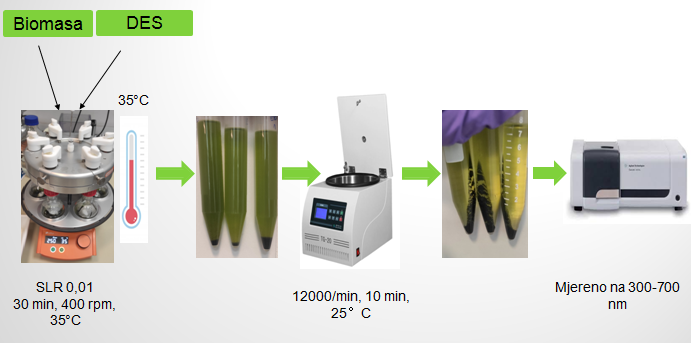 Biomasa
DES
35°C
SLR 0,01
30 min, 400 rpm,
35°C
12000/min, 10 min,
25° C
Mjereno na 300-700
nm